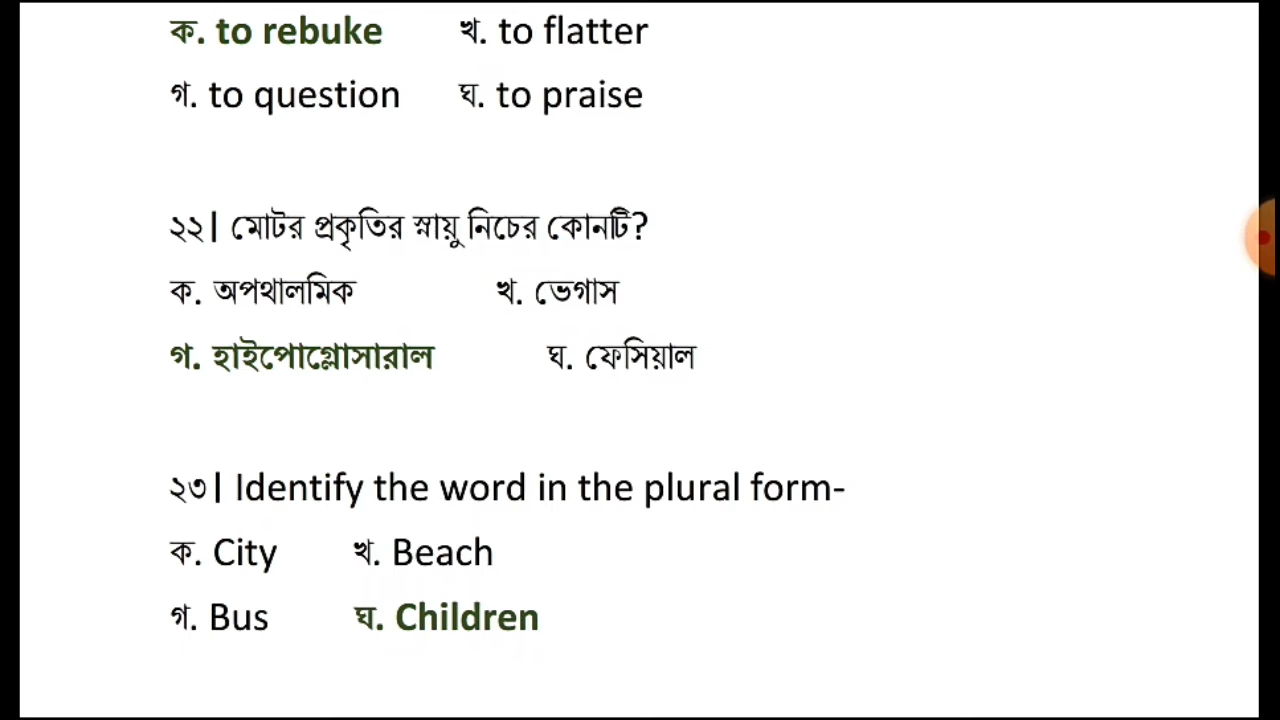 ক. to rebuke খ. to flatter
গ. to question ঘ. to praise
২২| মোটর প্রকৃতির স্নায়ু নিচের কোনটি?
ক. অপথালমিক খ. ভেগাস
গ. হাইপোগ্লোসারাল ঘ. ফেসিয়াল
২৩| Identify the word in the plural form-
ক. City খ. Beach
গ. Bus ঘ. Children